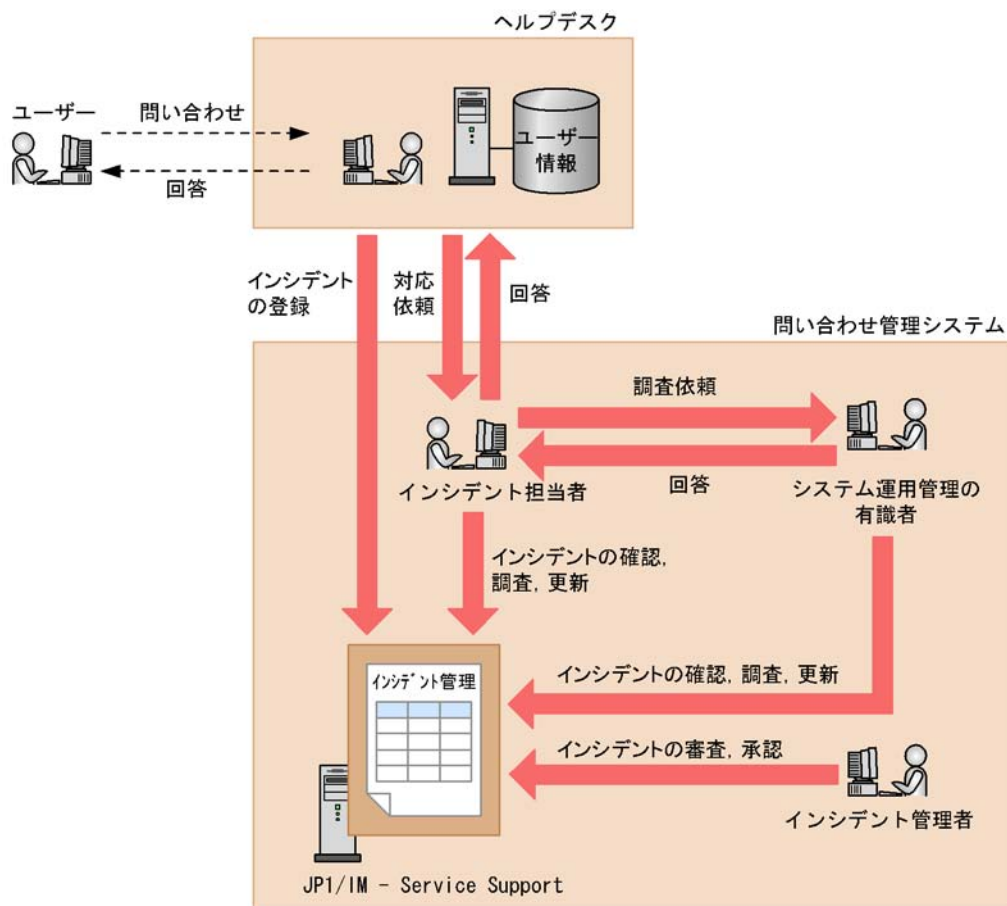 ヘルプデスク
ユーザー
問い合わせ
回答
ユーザー
情報
インシデント
の登録
対応
依頼
回答
問い合わせ管理システム
調査依頼
回答
インシデント担当者
システム運用管理の
有識者
インシデントの確認,
調査, 更新
インシデント管理
インシデントの確認, 調査, 更新
インシデントの審査, 承認
インシデント管理者
JP1/IM - Service Support